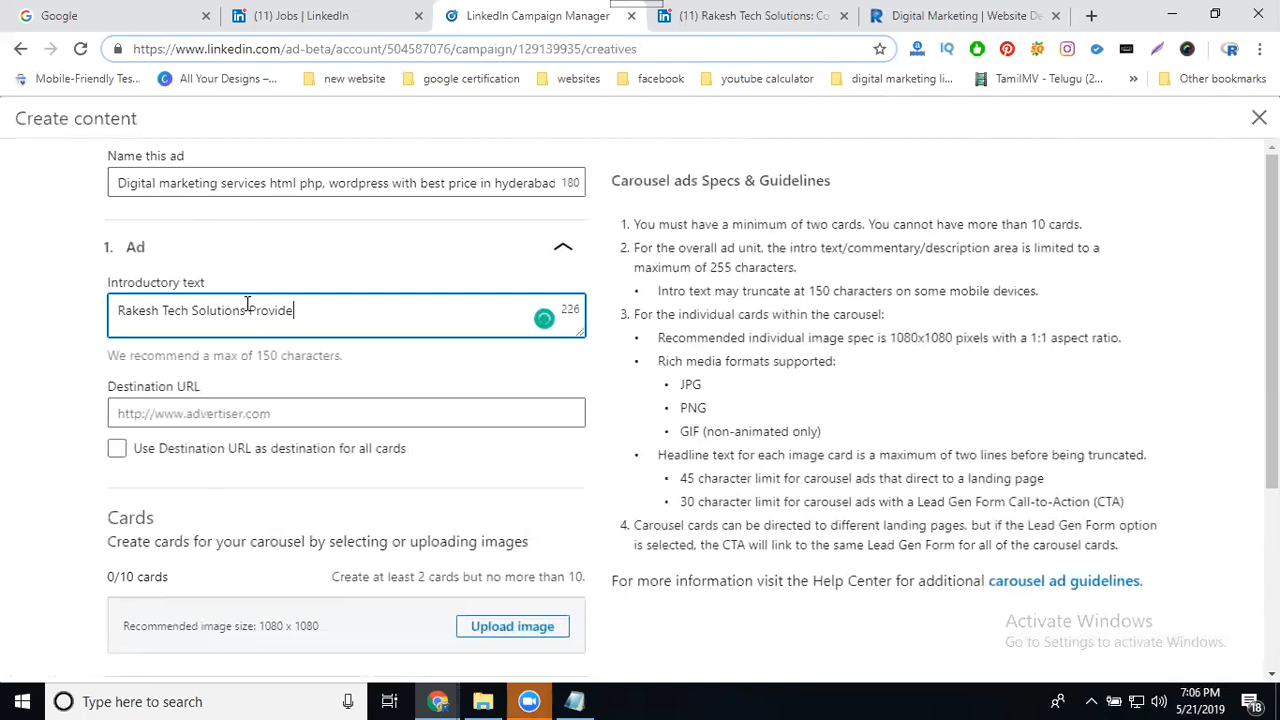 Google
(11) Jobs | LinkedIn
LinkedIn Campaign Manager
(11) Rakesh Tech Solutions: Co
Digital Marketing | Website De
https://www.linkedin.com/ad-beta/account/504587076/campaign/129139935/creatives
Mobile-Friendly Tes...
All Your Designs –...
new website
google certification
websites
facebook
youtube calculator
digital marketing li...
TamilMV - Telugu (2...
Other bookmarks
Create content
Name this ad
Digital marketing services html php, wordpress with best price in hyderabad 180
1. Ad
Introductory text
Rakesh Tech Solutions Provide 226
We recommend a max of 150 characters.
Destination URL
http://www.advertiser.com
Use Destination URL as destination for all cards
Cards
Create cards for your carousel by selecting or uploading images
0/10 cards Create at least 2 cards but no more than 10.
Recommended image size: 1080 x 1080 Upload image
Carousel ads Specs & Guidelines
1. You must have a minimum of two cards. You cannot have more than 10 cards.
2. For the overall ad unit, the intro text/commentary/description area is limited to a
maximum of 255 characters.
• Intro text may truncate at 150 characters on some mobile devices.
3. For the individual cards within the carousel:
• Recommended individual image spec is 1080x1080 pixels with a 1:1 aspect ratio.
• Rich media formats supported:
• JPG
• PNG
• GIF (non-animated only)
• Headline text for each image card is a maximum of two lines before being truncated.
• 45 character limit for carousel ads that direct to a landing page
• 30 character limit for carousel ads with a Lead Gen Form Call-to-Action (CTA)
4. Carousel cards can be directed to different landing pages, but if the Lead Gen Form option
is selected, the CTA will link to the same Lead Gen Form for all of the carousel cards.
For more information visit the Help Center for additional carousel ad guidelines.
Activate Windows
Go to Settings to activate Windows.
Type here to search
7:06 PM
5/21/2019
18